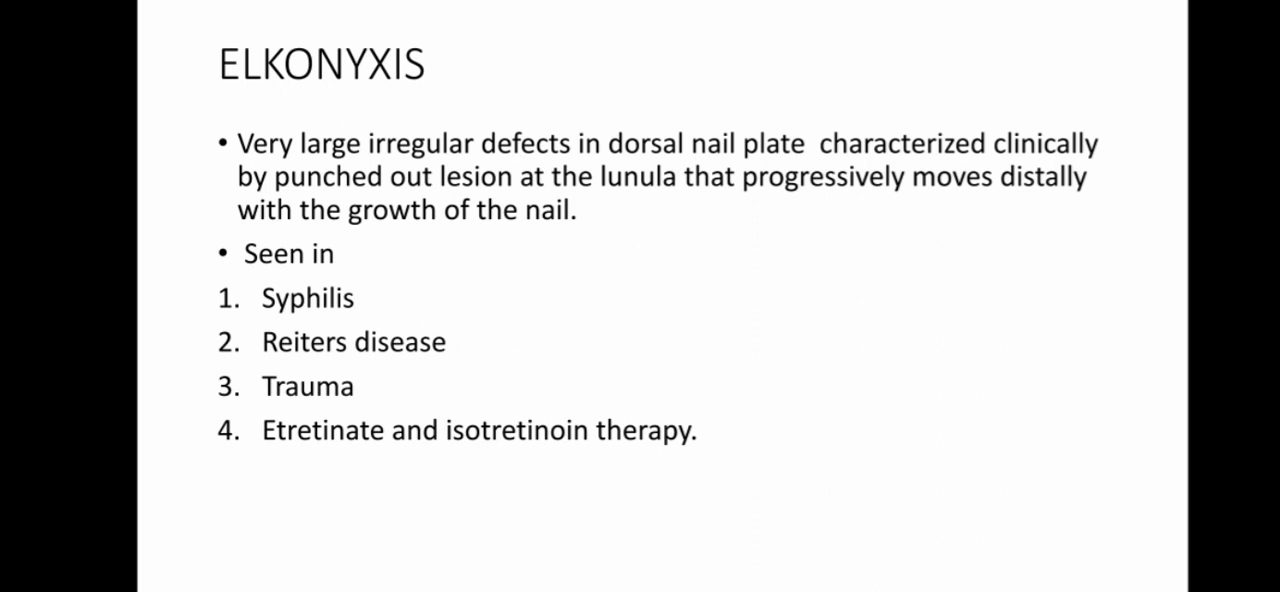 ELKONYXIS
• Very large irregular defects in dorsal nail plate characterized clinically
by punched out lesion at the lunula that progressively moves distally
with the growth of the nail.
• Seen in
1. Syphilis
2. Reiters disease
3. Trauma
4. Etretinate and isotretinoin therapy.